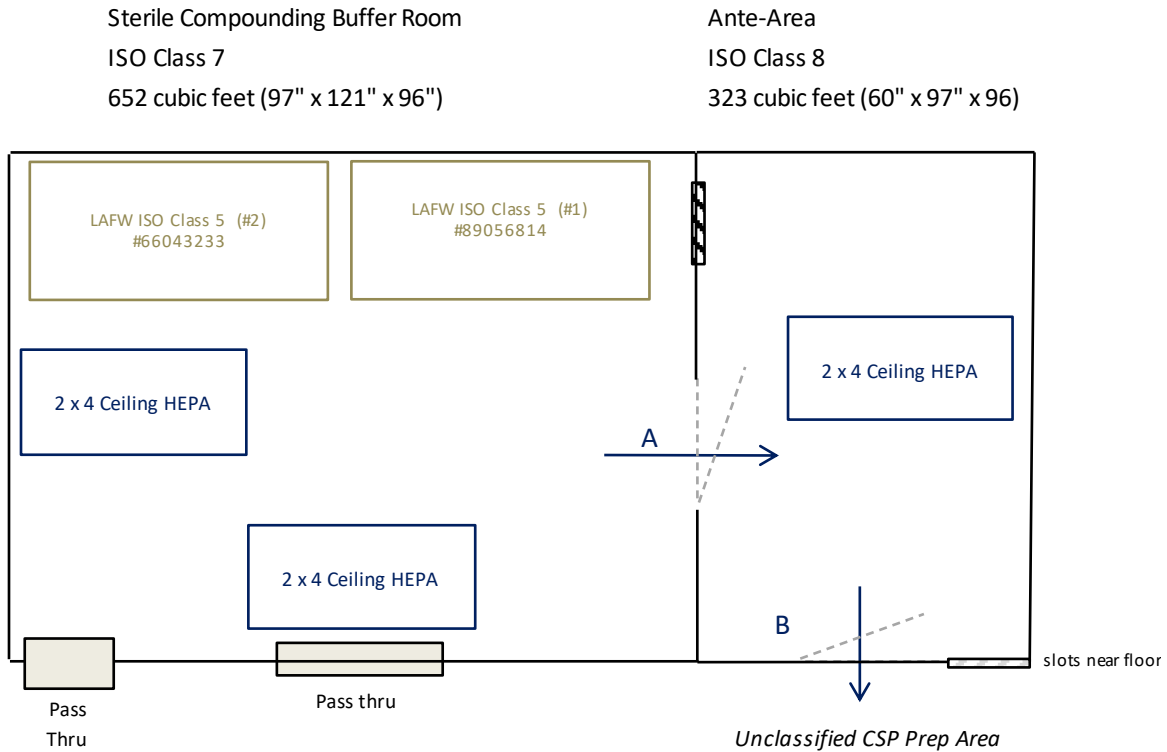 Sterile Compounding Buffer Room
ISO Class 7
652 cubic feet (97" x 121" x 96")
Ante-Area
ISO Class 8
323 cubic feet (60" x 97" x 96)
LAFW ISO Class 5 (#2)
#66043233
LAFW ISO Class 5 (#1)
#89056814
2 x 4 Ceiling HEPA
2 x 4 Ceiling HEPA
A
2 x 4 Ceiling HEPA
B
slots near floor
Pass
Thru
Pass thru
Unclassified CSP Prep Area